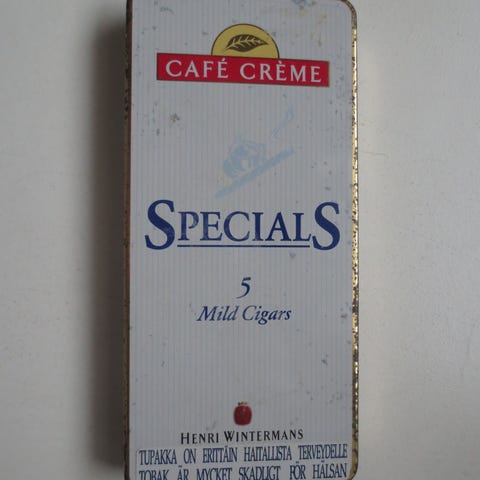 CAFÉ CRÈME
SPECIALS
5
Mild Cigars
HENRI WINTERMANS
TUPAKKA ON ERITTÄIN HAITALLISTA TERVEYDELLE
TOBAK ÄR MYCKET SKADLIGT FÖR HÄLSAN